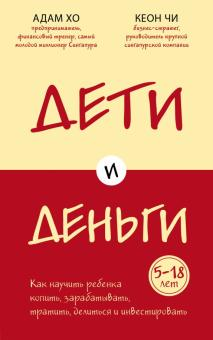 АДАМ ХО
предприниматель,
финансовый тренер, самый
молодой миллионер Сингапура
КЕОН ЧИ
бизнес-стратег,
руководитель крупной
сингапурской компании
ДЕТИ
И
ДЕНЬГИ
5–18
лет
Как научить ребенка
копить, зарабатывать,
тратить, делиться и инвестировать